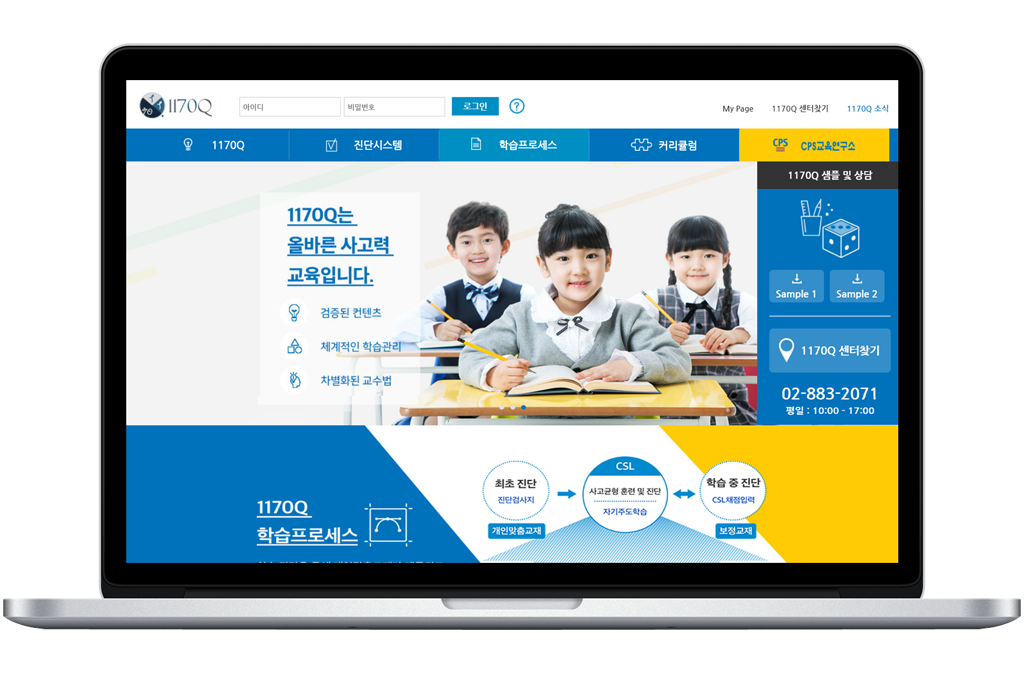 1170Q
아이디
비밀번호
로그인
?
My Page
1170Q 센터찾기
1170Q 소식
1170Q
진단시스템
학습프로세스
커리큘럼
CPS
CPS교육연구소
1170Q는
올바른 사고력
교육입니다.
검증된 컨텐츠
체계적인 학습관리
차별화된 교수법
1170Q 샘플 및 상담
Sample 1
Sample 2
1170Q 센터찾기
02-883-2071
평일 : 10:00 - 17:00
1170Q
학습프로세스
최초 진단
진단검사지
개인맞춤교재
CSL
사고균형 훈련 및 진단
자기주도학습
학습 중 진단
CSL채점입력
보정교재